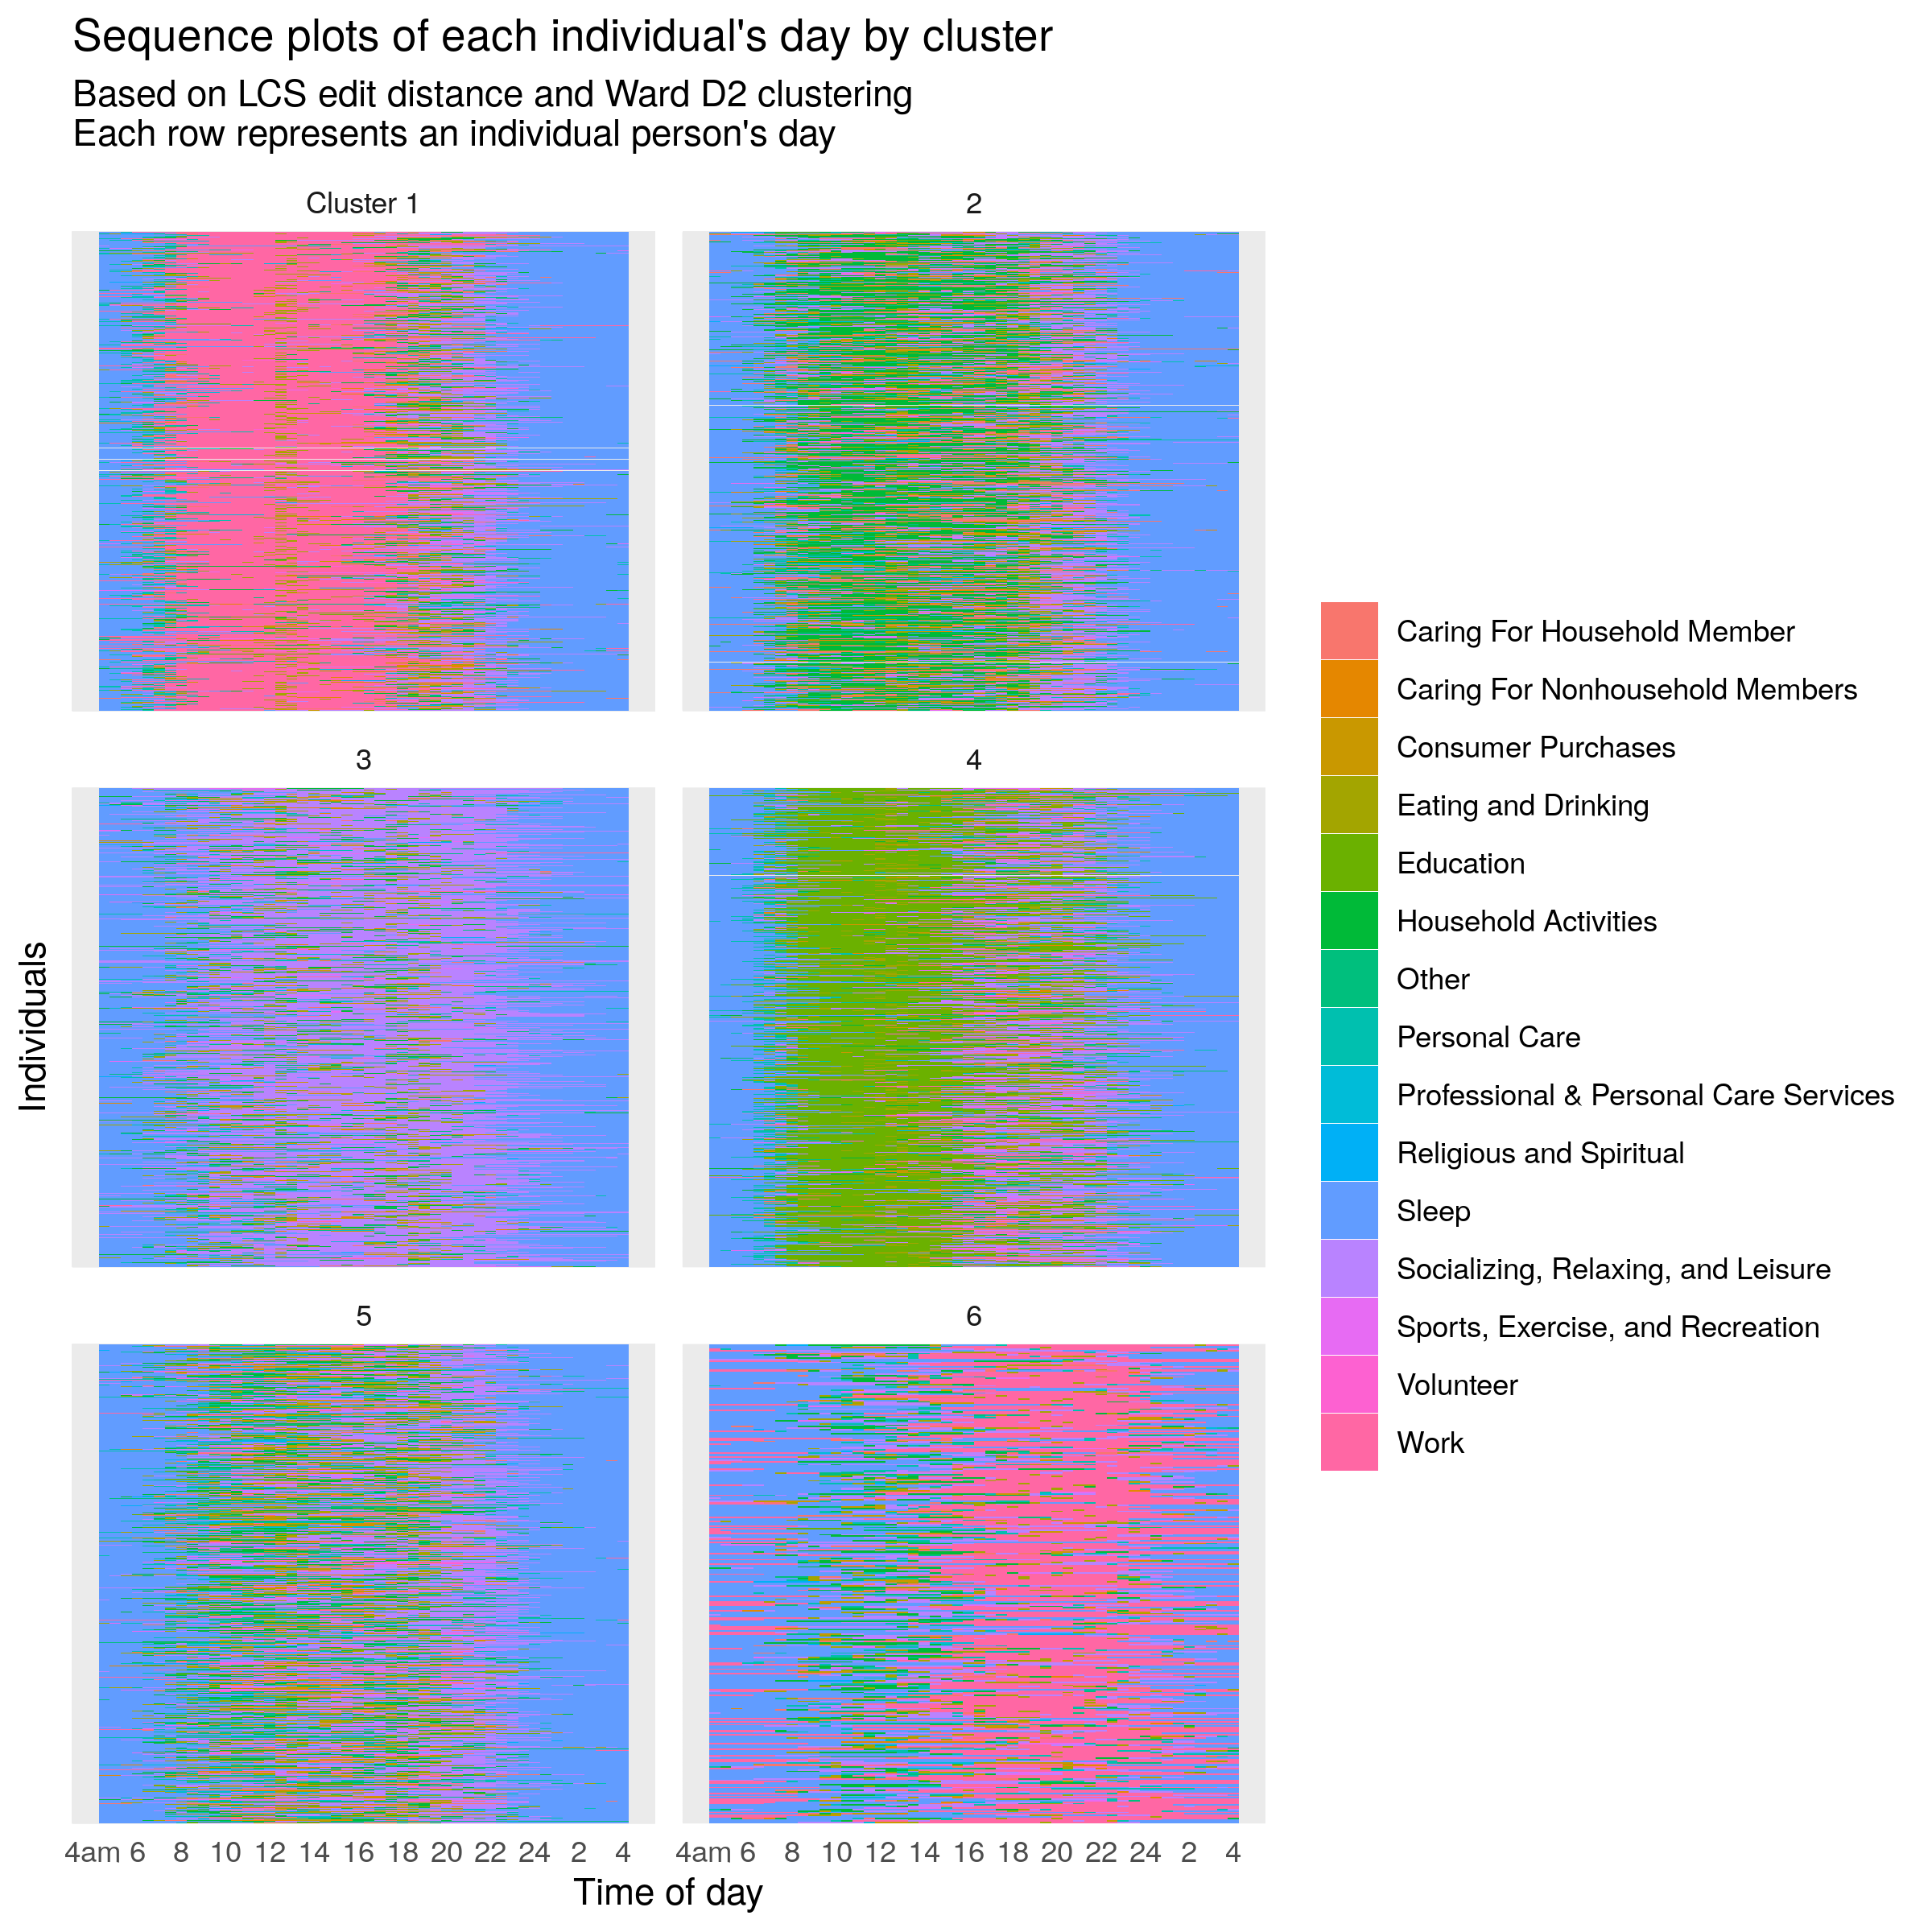 Sequence plots of each individual's day by cluster
Based on LCS edit distance and Ward D2 clustering
Each row represents an individual person's day
Cluster 1
2
3
4
5
6
Individuals
4am 6 8 10 12 14 16 18 20 22 24 2 4
4am 6 8 10 12 14 16 18 20 22 24 2 4
Time of day
Caring For Household Member
Caring For Nonhousehold Members
Consumer Purchases
Eating and Drinking
Education
Household Activities
Other
Personal Care
Professional & Personal Care Services
Religious and Spiritual
Sleep
Socializing, Relaxing, and Leisure
Sports, Exercise, and Recreation
Volunteer
Work